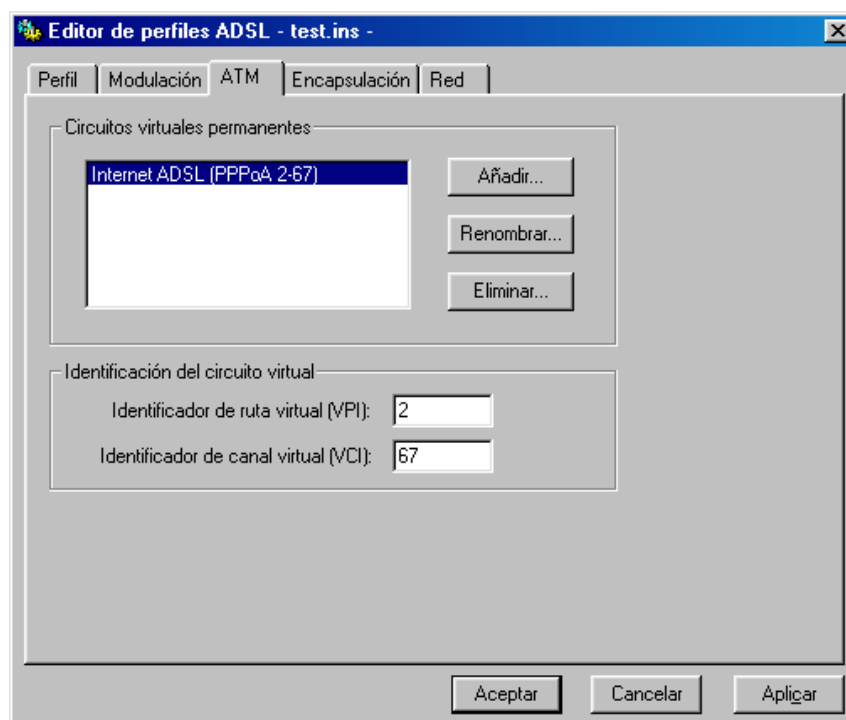 Editor de perfiles ADSL - test.ins -
Perfil Modulación ATM Encapsulación Red
Circuitos virtuales permanentes
Internet ADSL (PPPoA 2-67)
Añadir...
Renombrar...
Eliminar...
Identificación del circuito virtual
Identificador de ruta virtual (VPI): 2
Identificador de canal virtual (VCI): 67
Aceptar Cancelar Aplicar